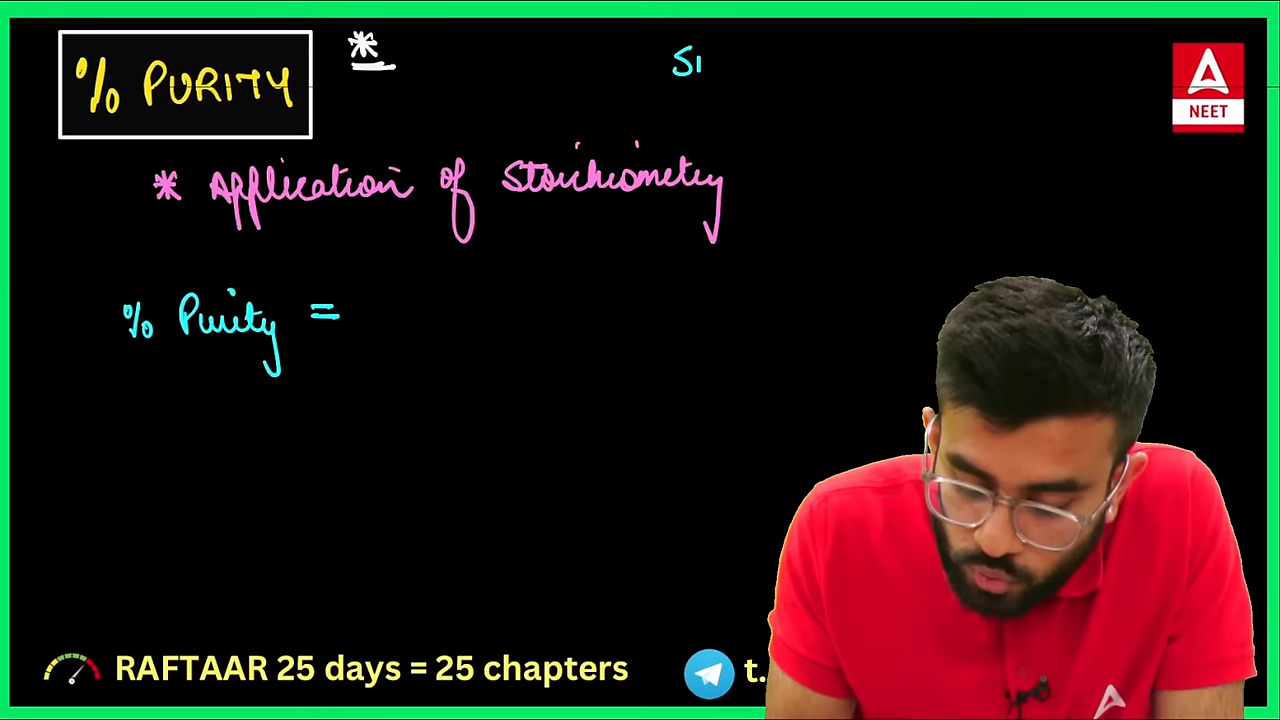 % PURITY
*
S1
NEET
* Application of Stoichiometry
% Purity =
RAFTAAR 25 days = 25 chapters
t.